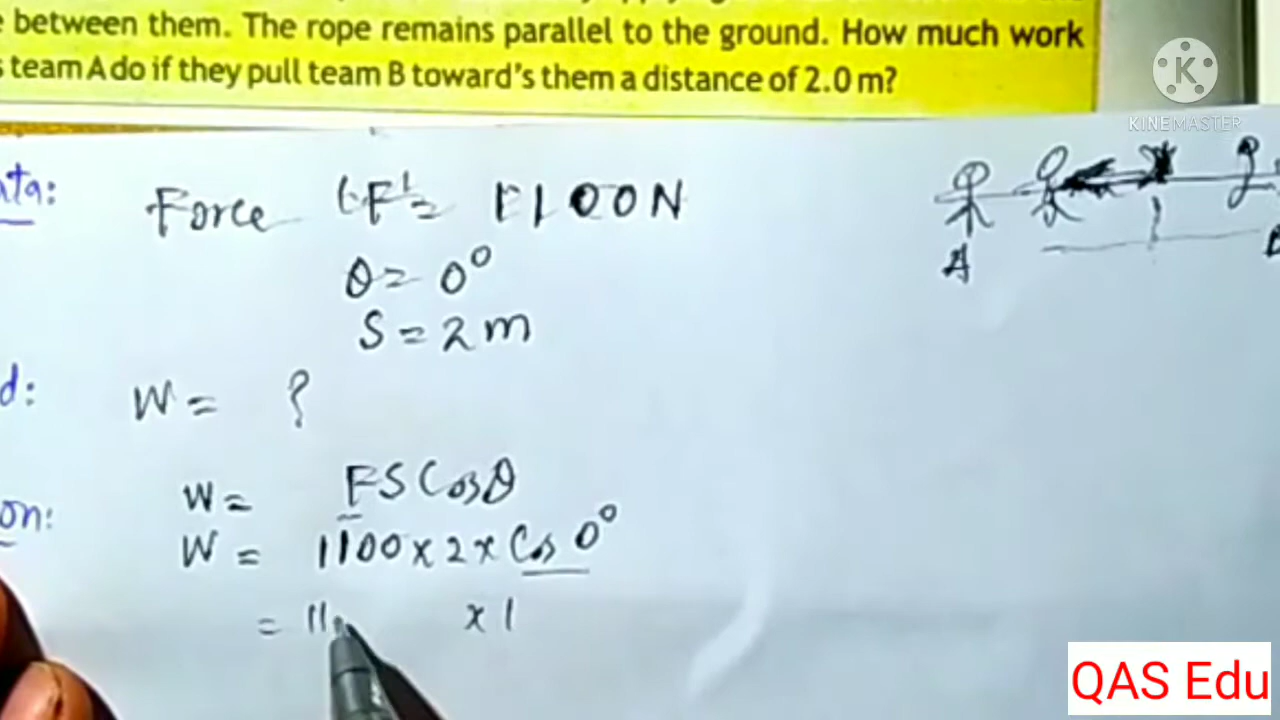 between them. The rope remains parallel to the ground. How much work
team A do if they pull team B toward's them a distance of 2.0 m?
K
KINEMASTER
Force "F" = 1100N
θ = 0°
S = 2m
W = ?
W = FS Cosθ
W = 1100 x 2 x Cos 0°
= 11 x 1
A
QAS Edu